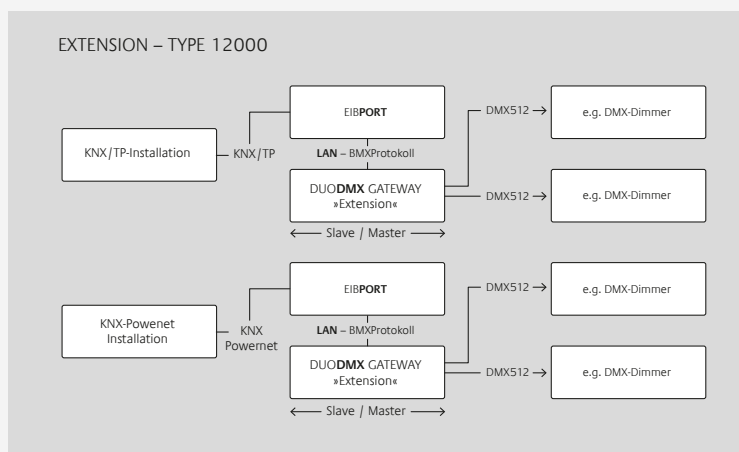 EXTENSION – TYPE 12000
EIBPORT
DMX512
e.g. DMX-Dimmer
KNX/TP-Installation
KNX/TP
LAN – BMXProtokoll
DUODMX GATEWAY
»Extension«
DMX512
e.g. DMX-Dimmer
Slave / Master
EIBPORT
DMX512
e.g. DMX-Dimmer
KNX-Powenet
Installation
KNX
Powernet
LAN – BMXProtokoll
DUODMX GATEWAY
»Extension«
DMX512
e.g. DMX-Dimmer
Slave / Master